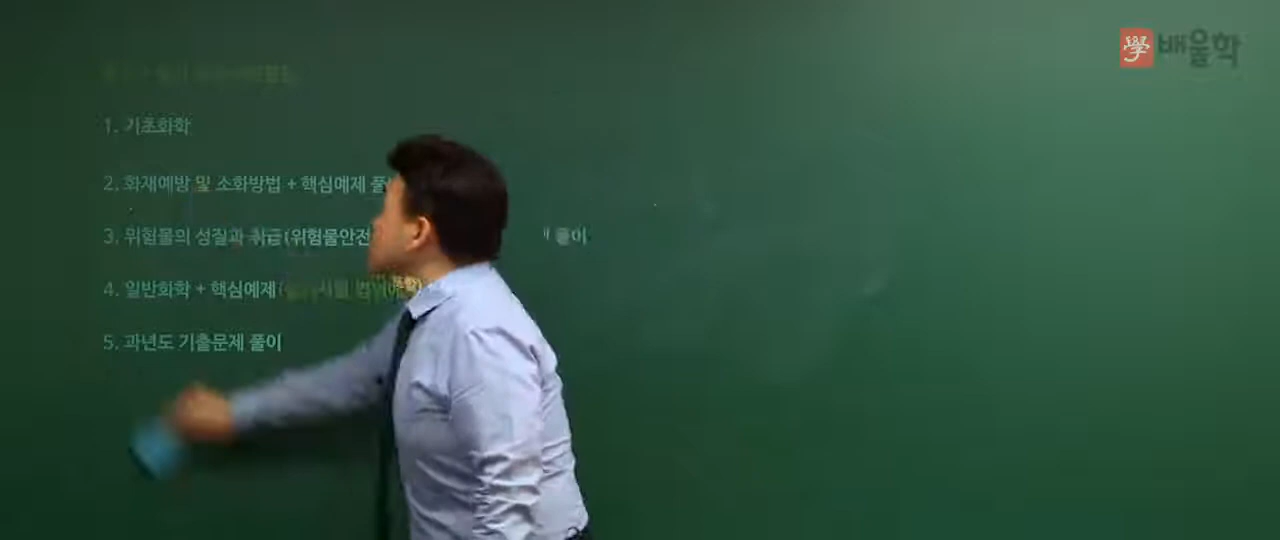 學 배울학
1. 기초화학
2. 화재예방 및 소화방법 + 핵심예제 풀
3. 위험물의 성질과 취급(위험물안전 풀이
4. 일반화학 + 핵심예제(
5. 과년도 기출문제 풀이